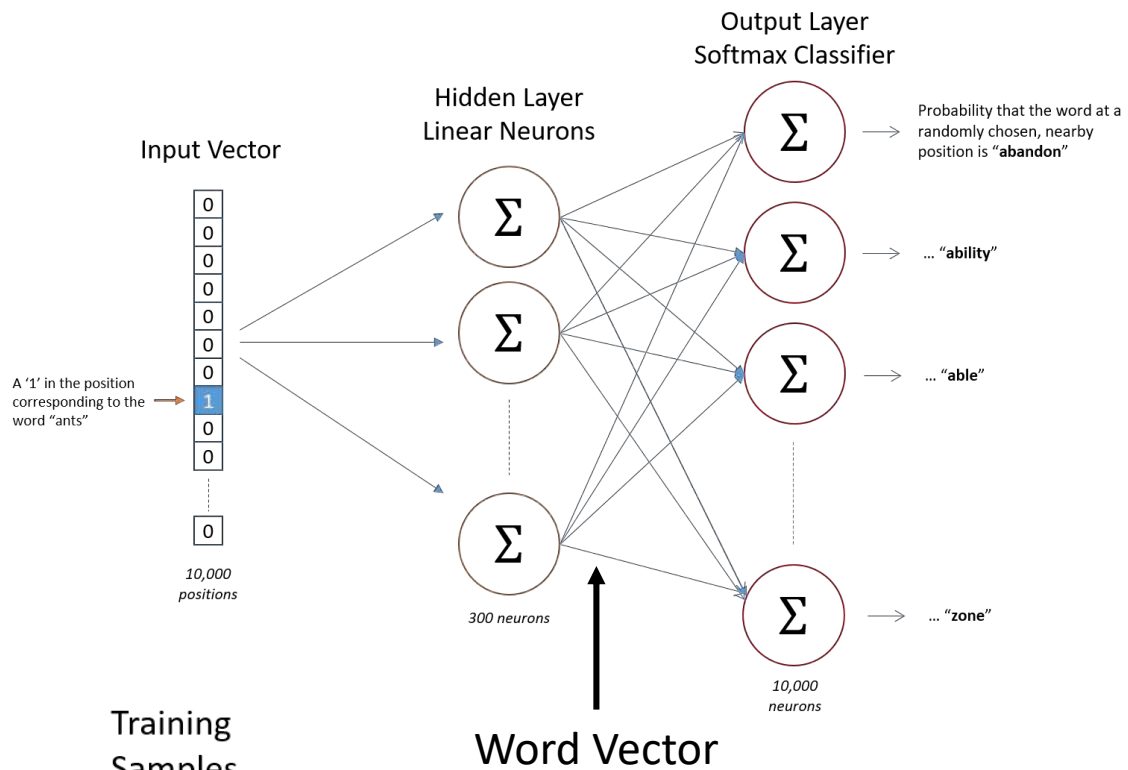 Output Layer
Softmax Classifier
Hidden Layer
Linear Neurons
Input Vector
0
0
0
0
0
0
0
1
0
0
0
A ‘1’ in the position
corresponding to the
word “ants”
10,000
positions
Σ
Σ
Σ
300 neurons
Σ
Σ
Σ
Σ
10,000
neurons
Probability that the word at a
randomly chosen, nearby
position is “abandon”
... “ability”
... “able”
... “zone”
Training
Samples
Word Vector